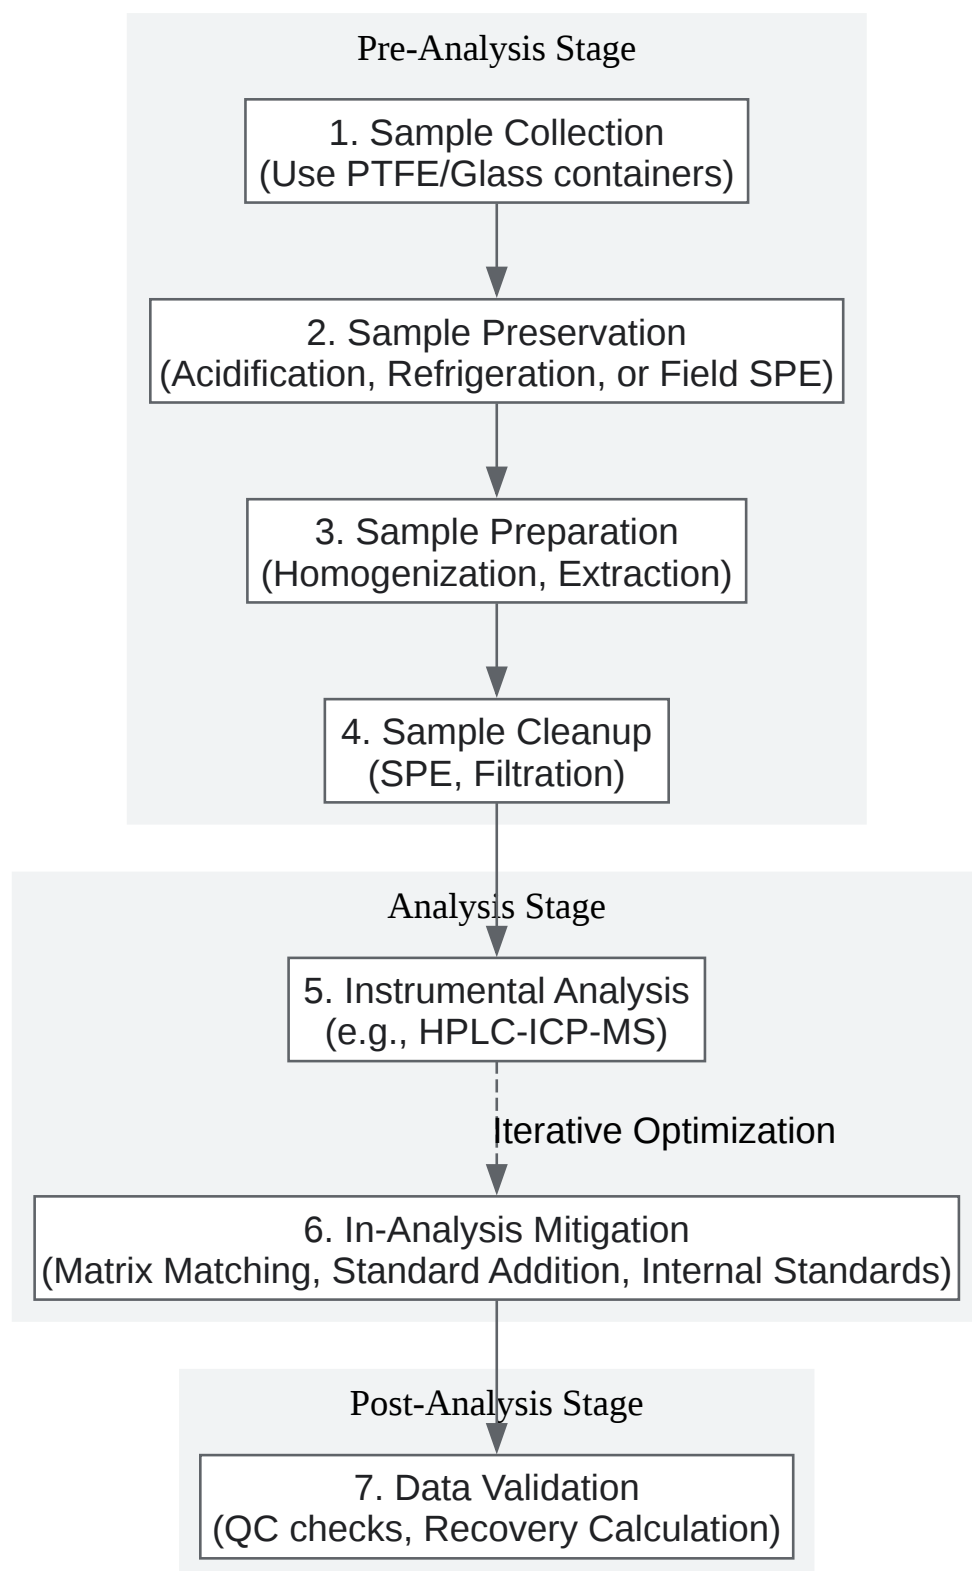 Pre-Analysis Stage
1. Sample Collection
(Use PTFE/Glass containers)
2. Sample Preservation
(Acidification, Refrigeration, or Field SPE)
3. Sample Preparation
(Homogenization, Extraction)
4. Sample Cleanup
(SPE, Filtration)
Analysis Stage
5. Instrumental Analysis
(e.g., HPLC-ICP-MS)
Iterative Optimization
6. In-Analysis Mitigation
(Matrix Matching, Standard Addition, Internal Standards)
Post-Analysis Stage
7. Data Validation
(QC checks, Recovery Calculation)